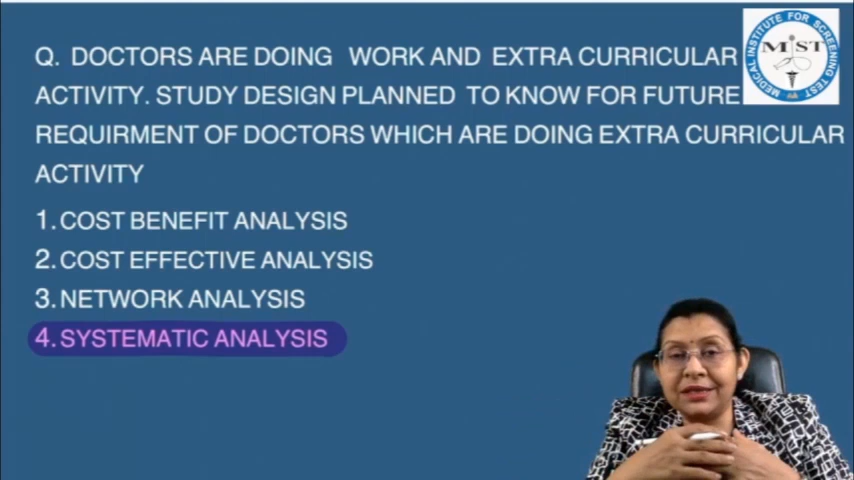 Q. DOCTORS ARE DOING WORK AND EXTRA CURRICULAR
ACTIVITY. STUDY DESIGN PLANNED TO KNOW FOR FUTURE
REQUIRMENT OF DOCTORS WHICH ARE DOING EXTRA CURRICULAR
ACTIVITY
1. COST BENEFIT ANALYSIS
2. COST EFFECTIVE ANALYSIS
3. NETWORK ANALYSIS
4. SYSTEMATIC ANALYSIS
MEDICAL INSTITUTE FOR SCREENING TEST
MIST